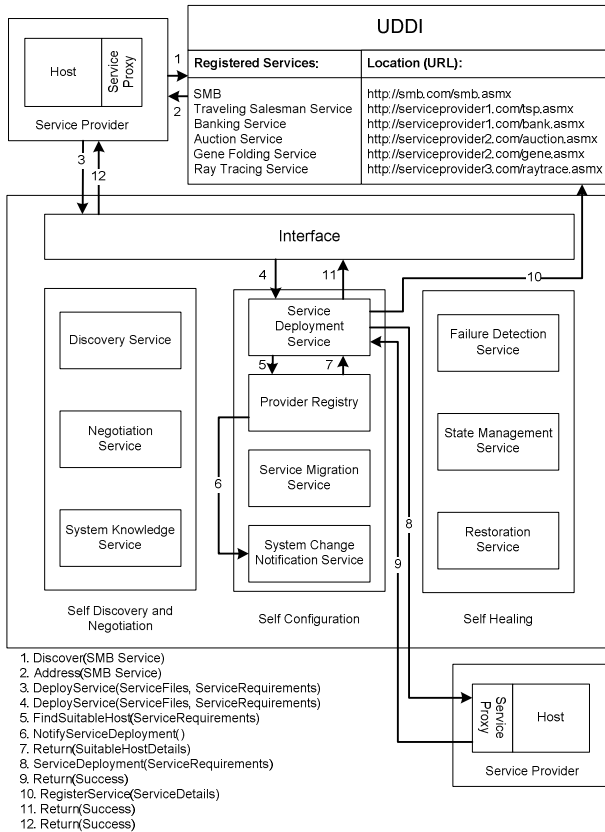 UDDI
Registered Services:
Location (URL):
SMB
http://smb.com/smb.asmx
Traveling Salesman Service
http://serviceprovider1.com/tsp.asmx
Banking Service
http://serviceprovider1.com/bank.asmx
Auction Service
http://serviceprovider2.com/auction.asmx
Gene Folding Service
http://serviceprovider2.com/gene.asmx
Ray Tracing Service
http://serviceprovider3.com/raytrace.asmx
Host
Service
Proxy
Service Provider
1
2
3
12
Interface
4
11
10
Discovery Service
Negotiation
Service
System Knowledge
Service
Self Discovery and
Negotiation
Service
Deployment
Service
5
7
Provider Registry
6
Service Migration
Service
System Change
Notification Service
Self Configuration
8
9
Failure Detection
Service
State Management
Service
Restoration
Service
Self Healing
1. Discover(SMB Service)
2. Address(SMB Service)
3. DeployService(ServiceFiles, ServiceRequirements)
4. DeployService(ServiceFiles, ServiceRequirements)
5. FindSuitableHost(ServiceRequirements)
6. NotifyServiceDeployment()
7. Return(SuitableHostDetails)
8. ServiceDeployment(ServiceRequirements)
9. Return(Success)
10. RegisterService(ServiceDetails)
11. Return(Success)
12. Return(Success)
Service
Proxy
Host
Service Provider